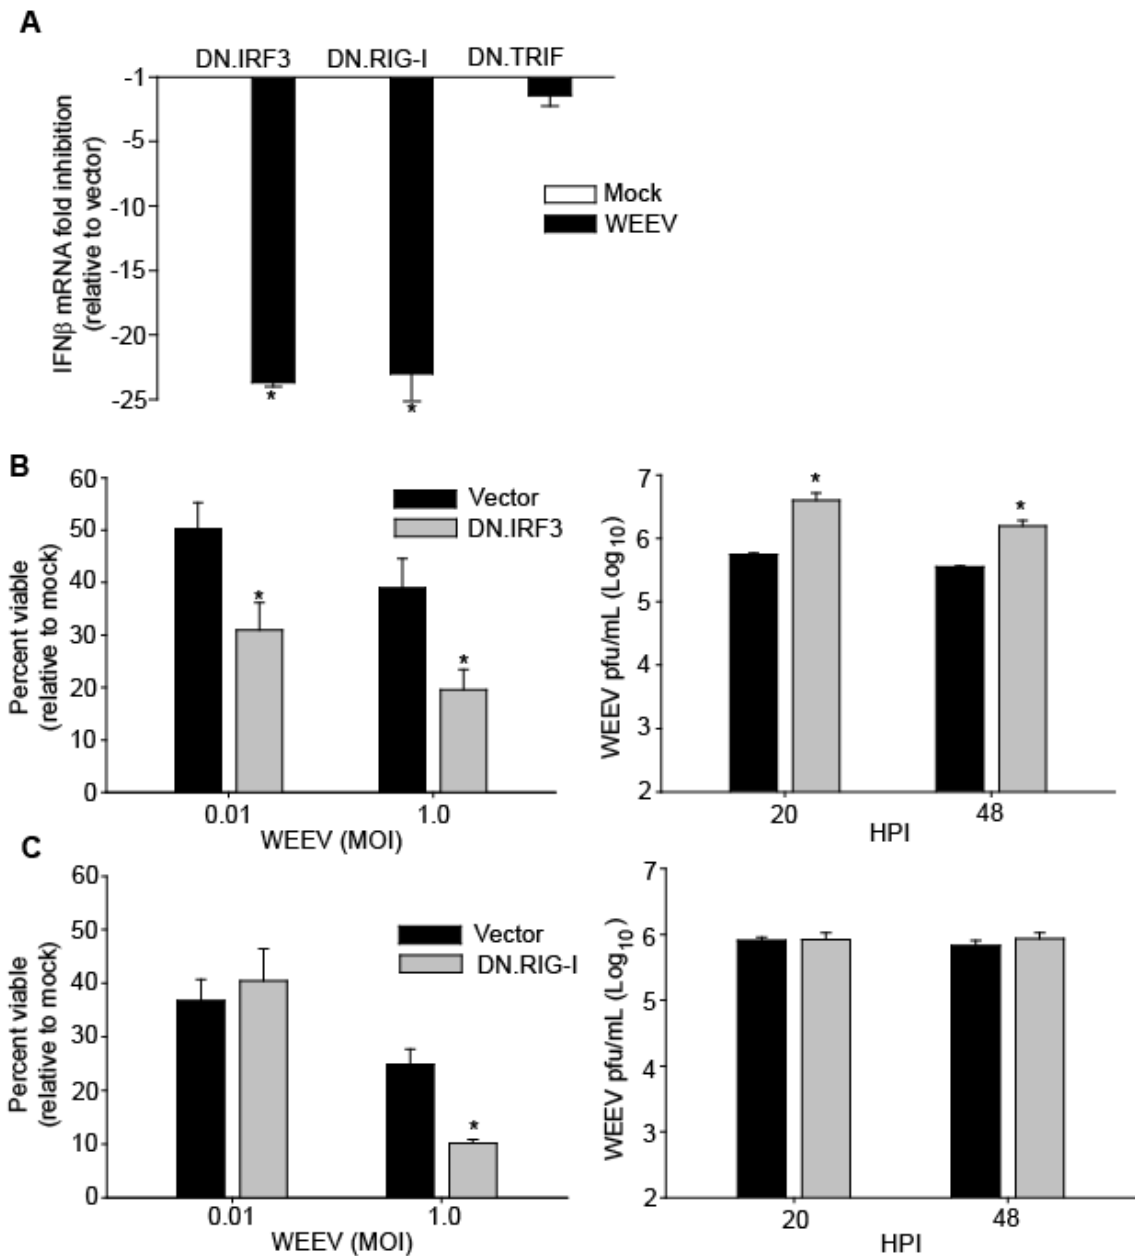 A
DN.IRF3 DN.RIG-I DN.TRIF
-1
-5
-10
-15
-20
-25
IFNβ mRNA fold inhibition
(relative to vector)
Mock
WEEV
* *
B
60
50
40
30
20
10
0
Percent viable
(relative to mock)
Vector
DN.IRF3
* *
0.01 1.0
WEEV (MOI)
7
6
5
4
3
2
WEEV pfu/mL (Log10)
* *
20 48
HPI
C
60
50
40
30
20
10
0
Percent viable
(relative to mock)
Vector
DN.RIG-I
*
0.01 1.0
WEEV (MOI)
7
6
5
4
3
2
WEEV pfu/mL (Log10)
20 48
HPI